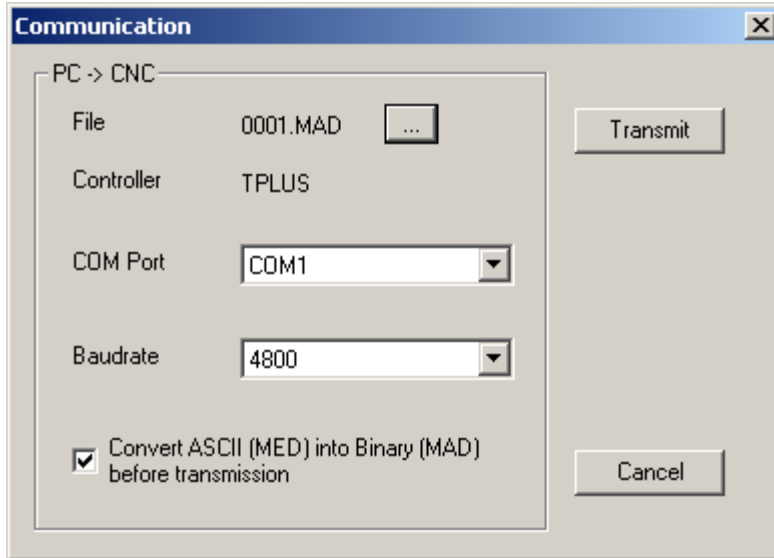 Communication
PC -> CNC
File 0001.MAD ...
Transmit
Controller TPLUS
COM Port COM1
Baudrate 4800
Convert ASCII (MED) into Binary (MAD)
before transmission
Cancel